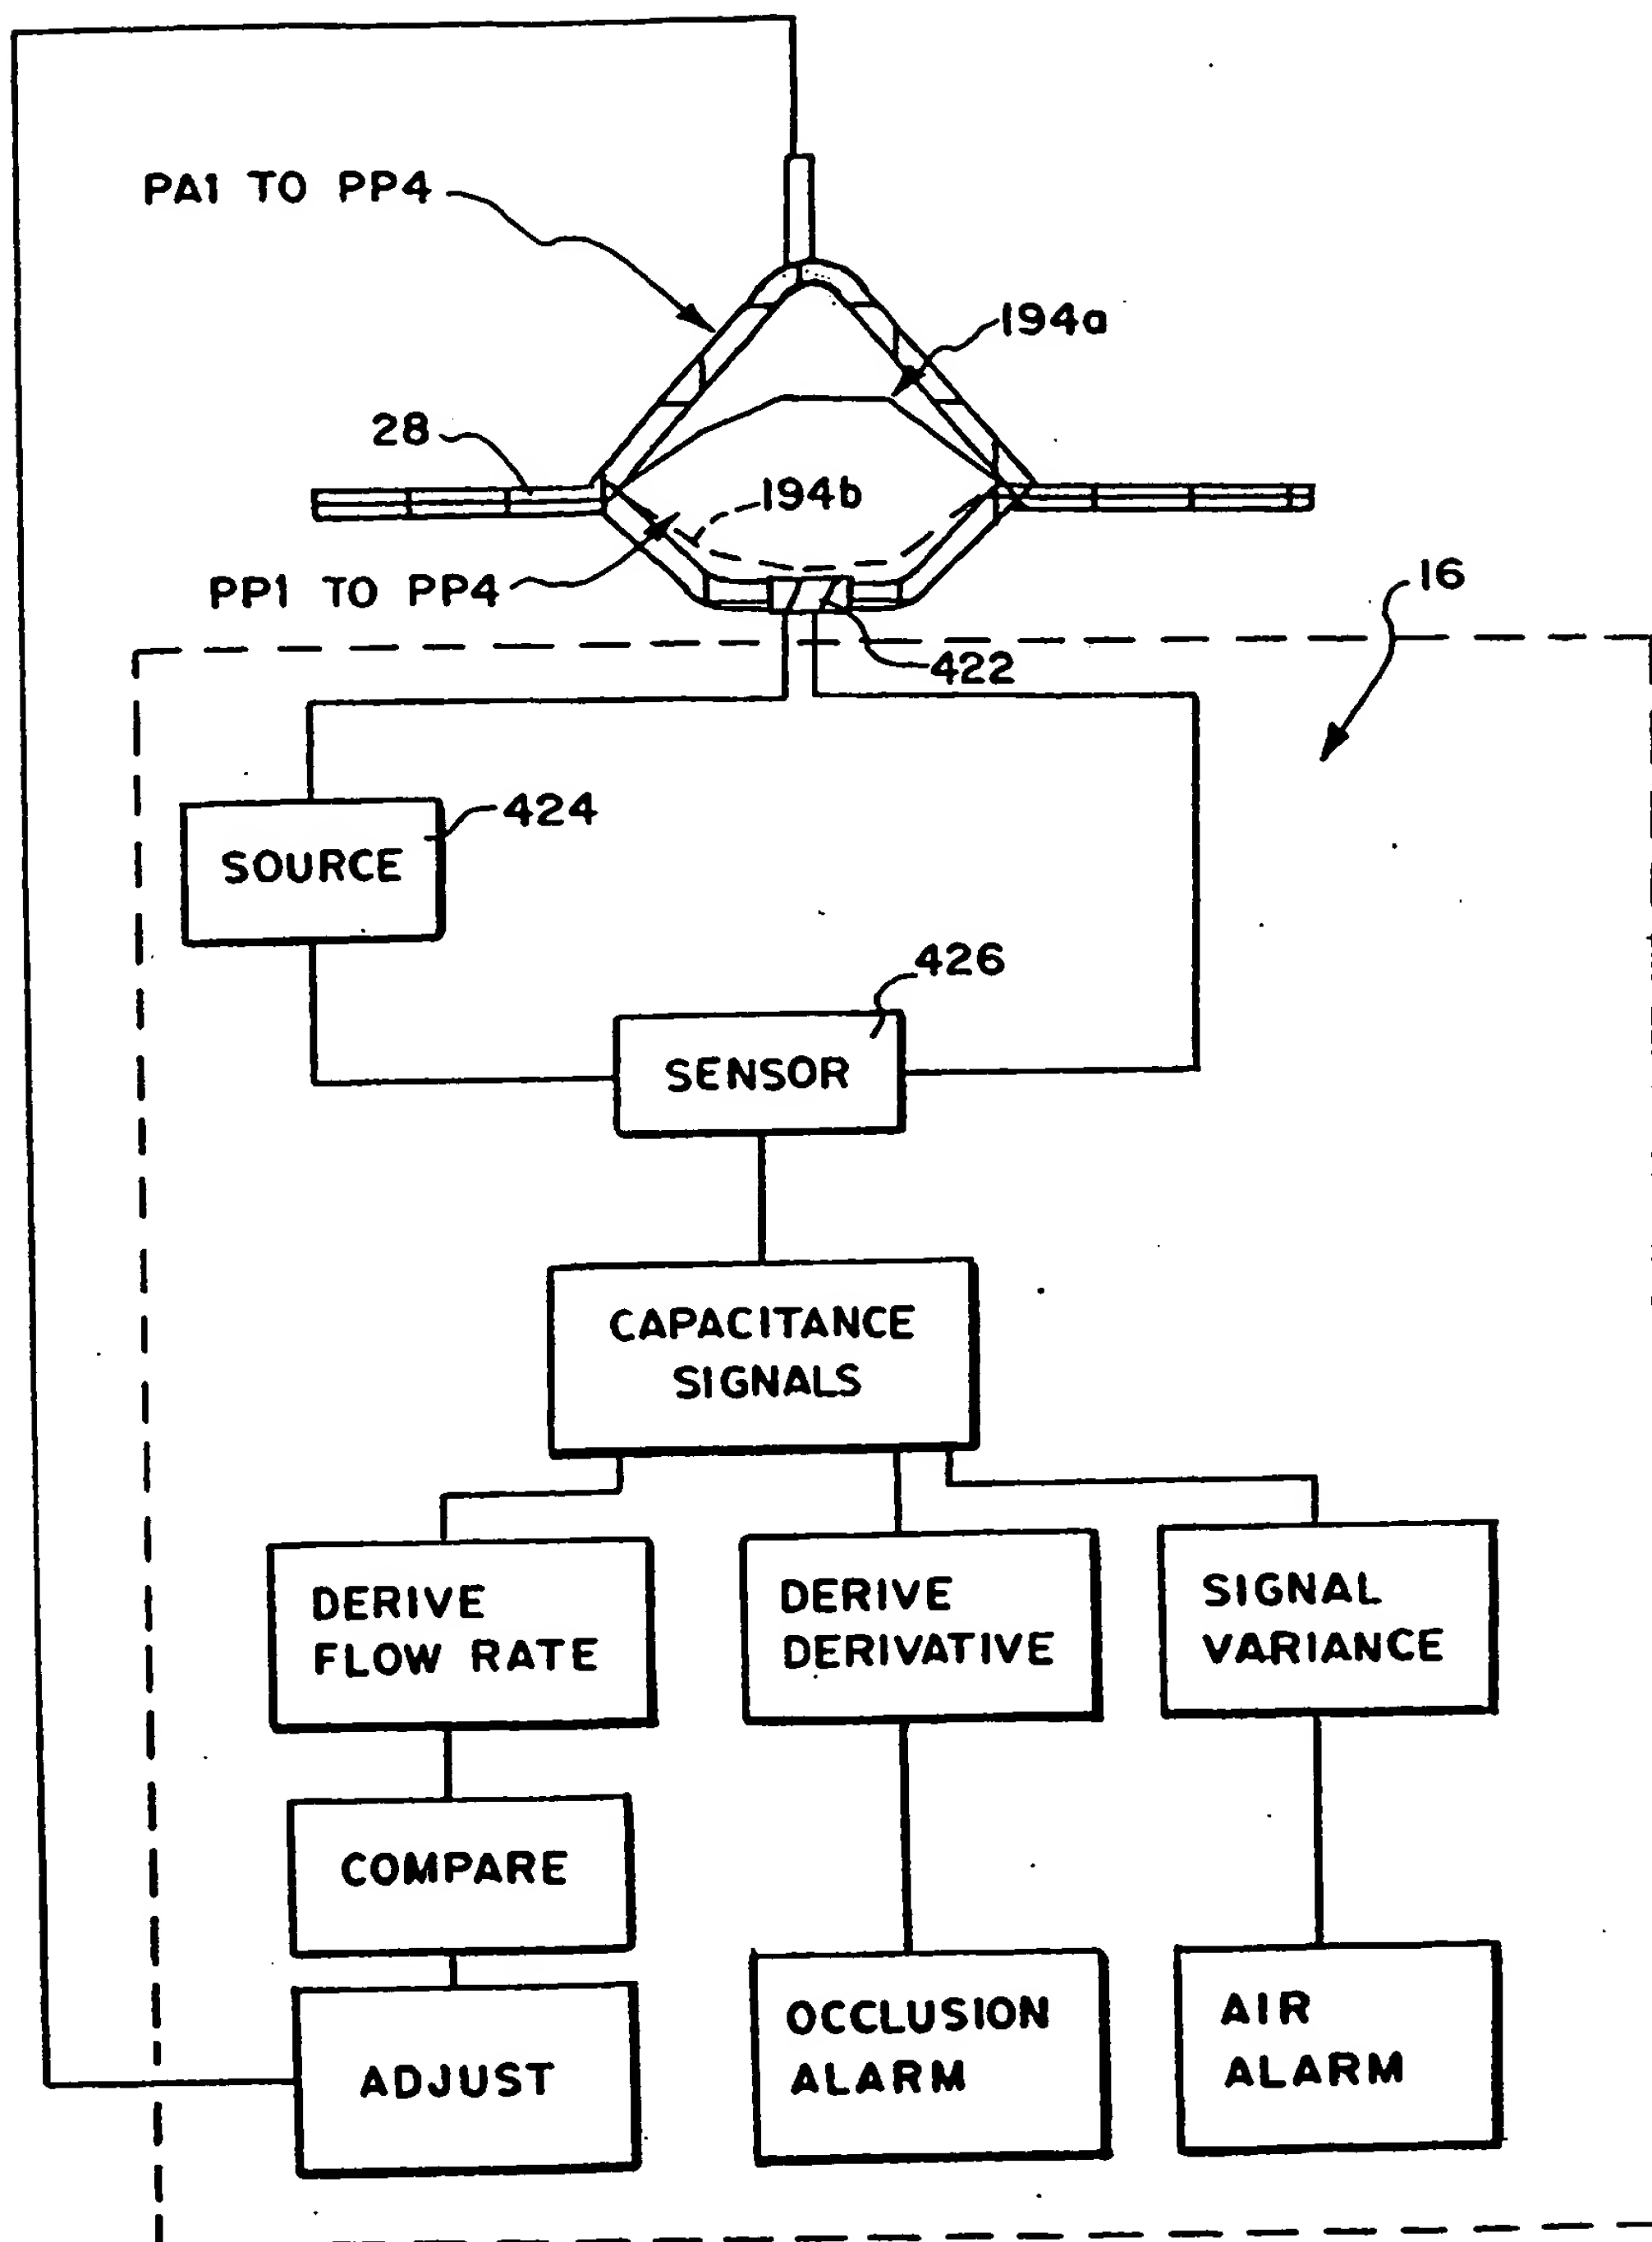 PA1 TO PP4
194a
28
194b
PP1 TO PP4
16
422
424
SOURCE
426
SENSOR
CAPACITANCE
SIGNALS
DERIVE
FLOW RATE
DERIVE
DERIVATIVE
SIGNAL
VARIANCE
COMPARE
ADJUST
OCCLUSION
ALARM
AIR
ALARM